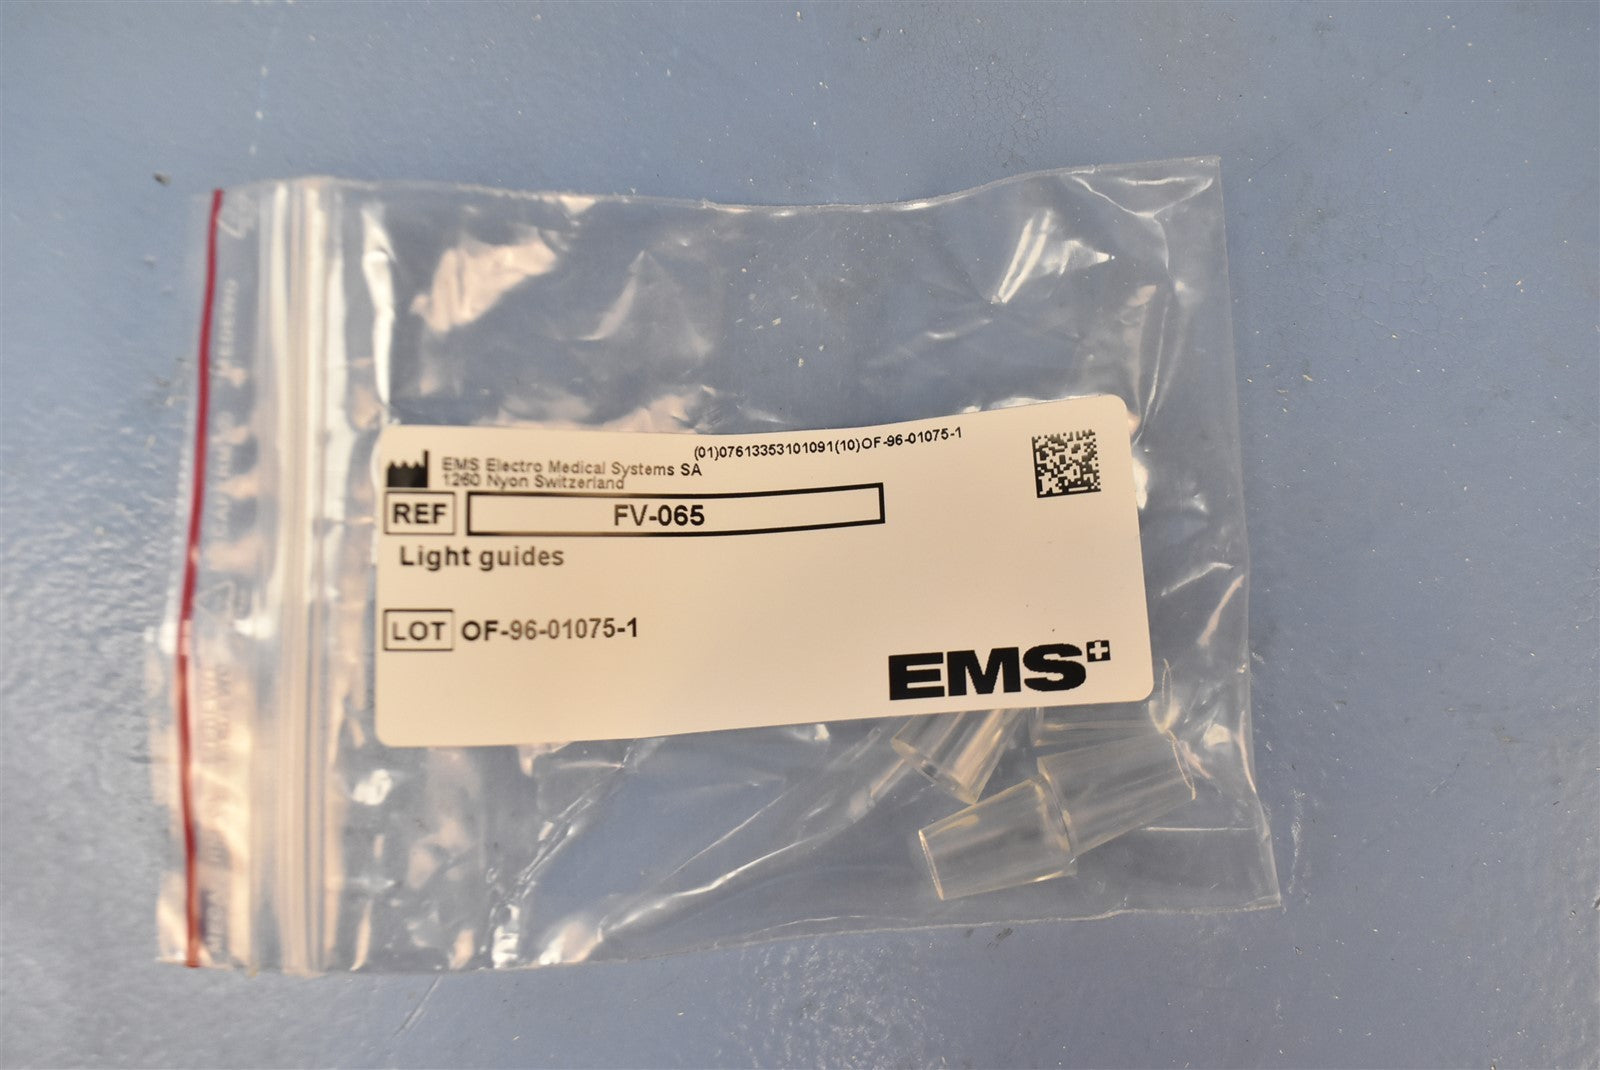 (01)07613353101091(10)OF-96-01075-1
EMS Electro Medical Systems SA
1260 Nyon Switzerland
REF FV-065
Light guides
LOT OF-96-01075-1
EMS